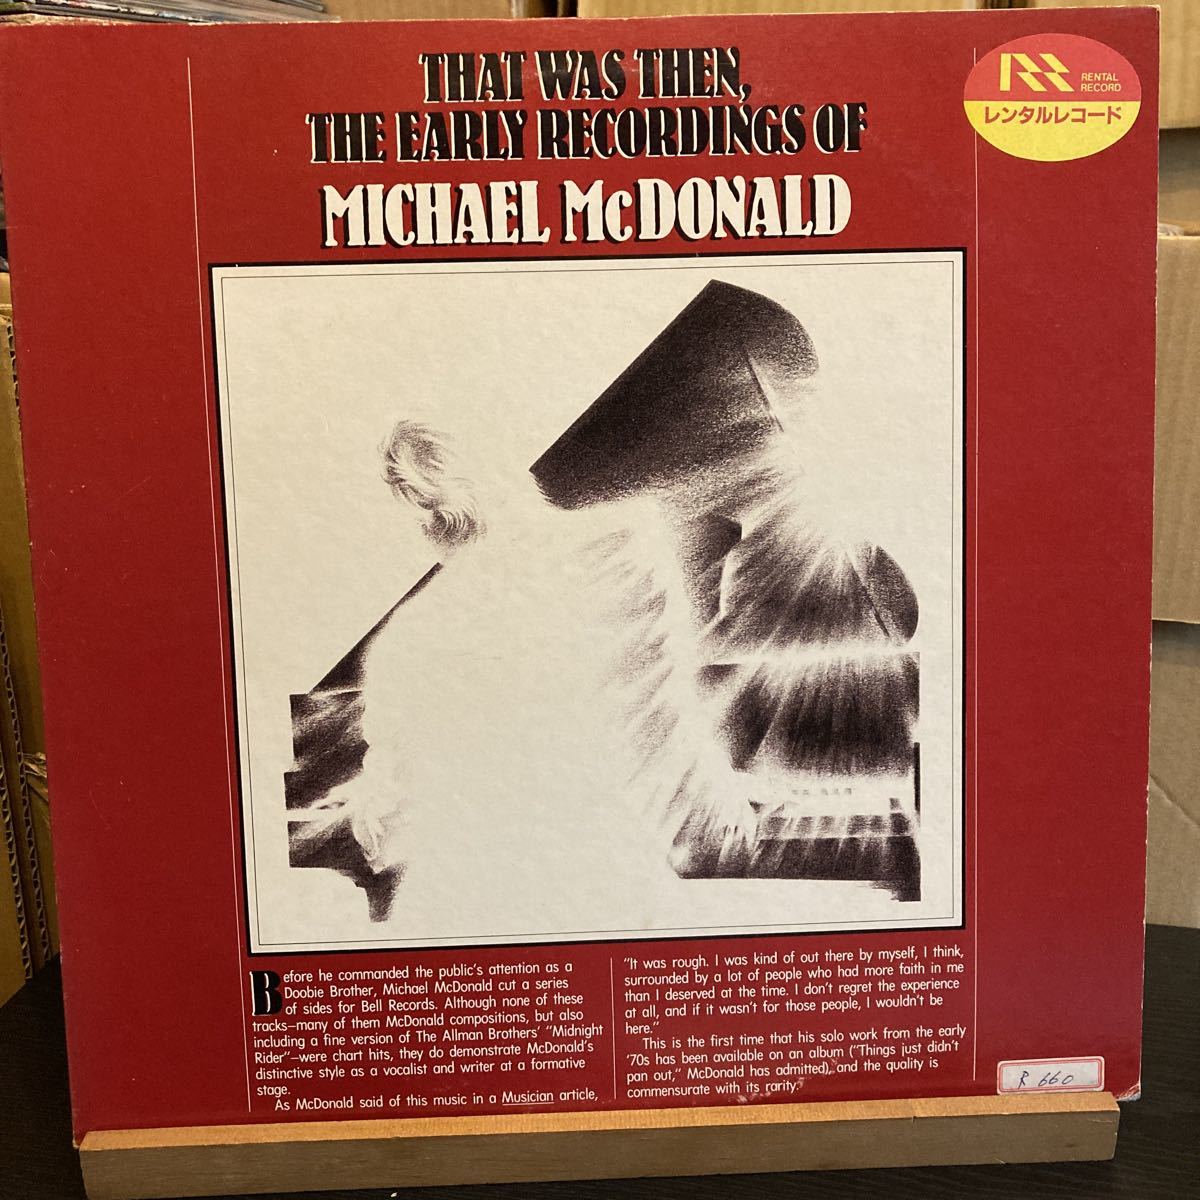 THAT WAS THEN,
THE EARLY RECORDINGS OF
MICHAEL McDONALD
RENTAL
RECORD
レンタルレコード
Before he commanded the public's attention as a
Doobie Brother, Michael McDonald cut a series
of sides for Bell Records. Although none of these
tracks—many of them McDonald compositions, but also
including a fine version of The Allman Brothers' "Midnight
Rider"—were chart hits, they do demonstrate McDonald's
distinctive style as a vocalist and writer at a formative
stage.
As McDonald said of this music in a Musician article,
"It was rough. I was kind of out there by myself, I think,
surrounded by a lot of people who had more faith in me
than I deserved at the time. I don't regret the experience
at all, and if it wasn't for those people, I wouldn't be
here."
This is the first time that his solo work from the early
'70s has been available on an album ("Things just didn't
pan out," McDonald has admitted), and the quality is
commensurate with its rarity.
R 660